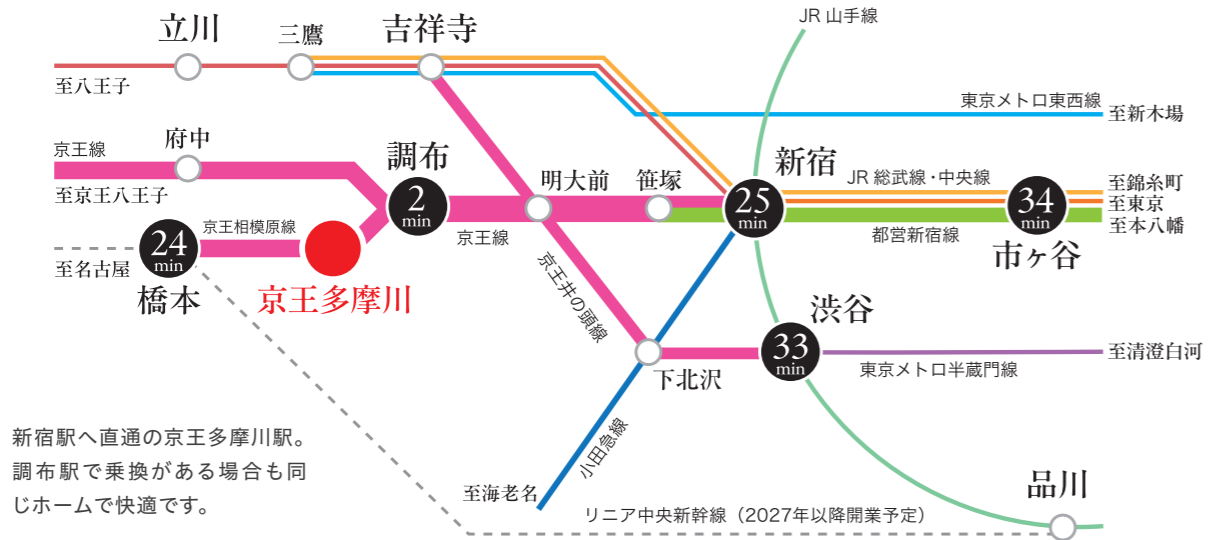 JR 山手線
立川
三鷹
吉祥寺
至八王子
東京メトロ東西線
至新木場
府中
京王線
至京王八王子
調布
2
min
明大前
笹塚
新宿
25
min
JR 総武線・中央線
34
min
至錦糸町
至東京
至本八幡
京王線
都営新宿線
市ヶ谷
京王相模原線
24
min
至名古屋
橋本
京王多摩川
京王井の頭線
渋谷
33
min
至清澄白河
下北沢
東京メトロ半蔵門線
小田急線
至海老名
品川
リニア中央新幹線（2027年以降開業予定）
新宿駅へ直通の京王多摩川駅。
調布駅で乗換がある場合も同
じホームで快適です。